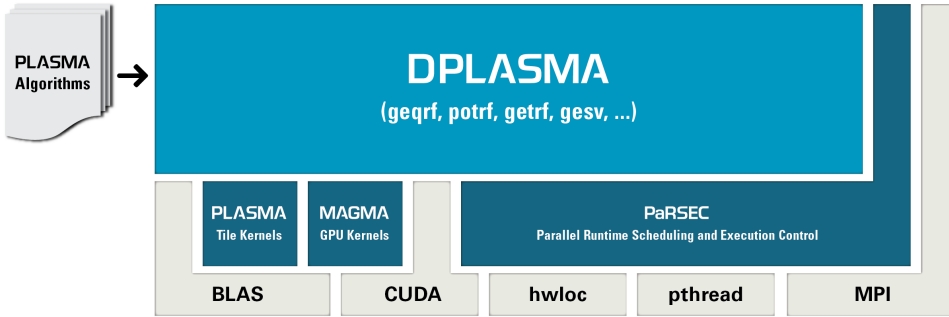 PLASMA
Algorithms
DPLASMA
(geqrf, potrf, getrf, gesv, ...)
PLASMA
Tile Kernels
MAGMA
GPU Kernels
PaRSEC
Parallel Runtime Scheduling and Execution Control
BLAS
CUDA
hwloc
pthread
MPI